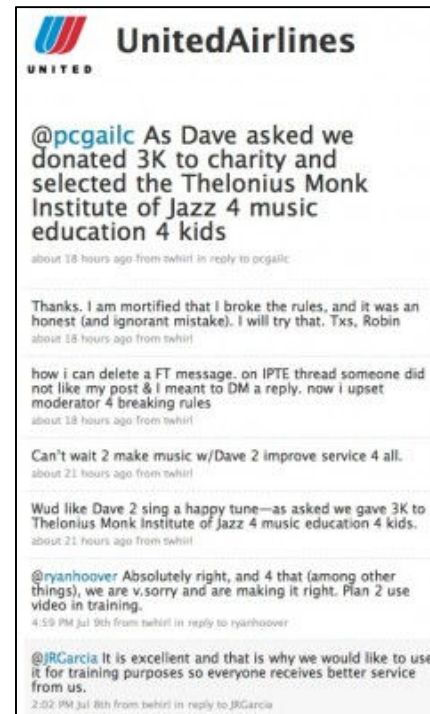 UnitedAirlines
UNITED
@pcgailc As Dave asked we
donated 3K to charity and
selected the Thelonius Monk
Institute of Jazz 4 music
education 4 kids
about 18 hours ago from twhirl in reply to pcgailc
Thanks. I am mortified that I broke the rules, and it was an
honest (and ignorant mistake). I will try that. Txs, Robin
about 18 hours ago from twhirl
how i can delete a FT message. on IPTE thread someone did
not like my post & I meant to DM a reply. now i upset
moderator 4 breaking rules
about 18 hours ago from twhirl
Can't wait 2 make music w/Dave 2 improve service 4 all.
about 21 hours ago from twhirl
Wud like Dave 2 sing a happy tune—as asked we gave 3K to
Thelonius Monk Institute of Jazz 4 music education 4 kids.
about 21 hours ago from twhirl
@ryanhoover Absolutely right, and 4 that (among other
things), we are v.sorry and are making it right. Plan 2 use
video in training.
4:59 PM Jul 9th from twhirl in reply to ryanhoover
@JRGarcia It is excellent and that is why we would like to use
it for training purposes so everyone receives better service
from us.
2:02 PM Jul 8th from twhirl in reply to JRGarcia